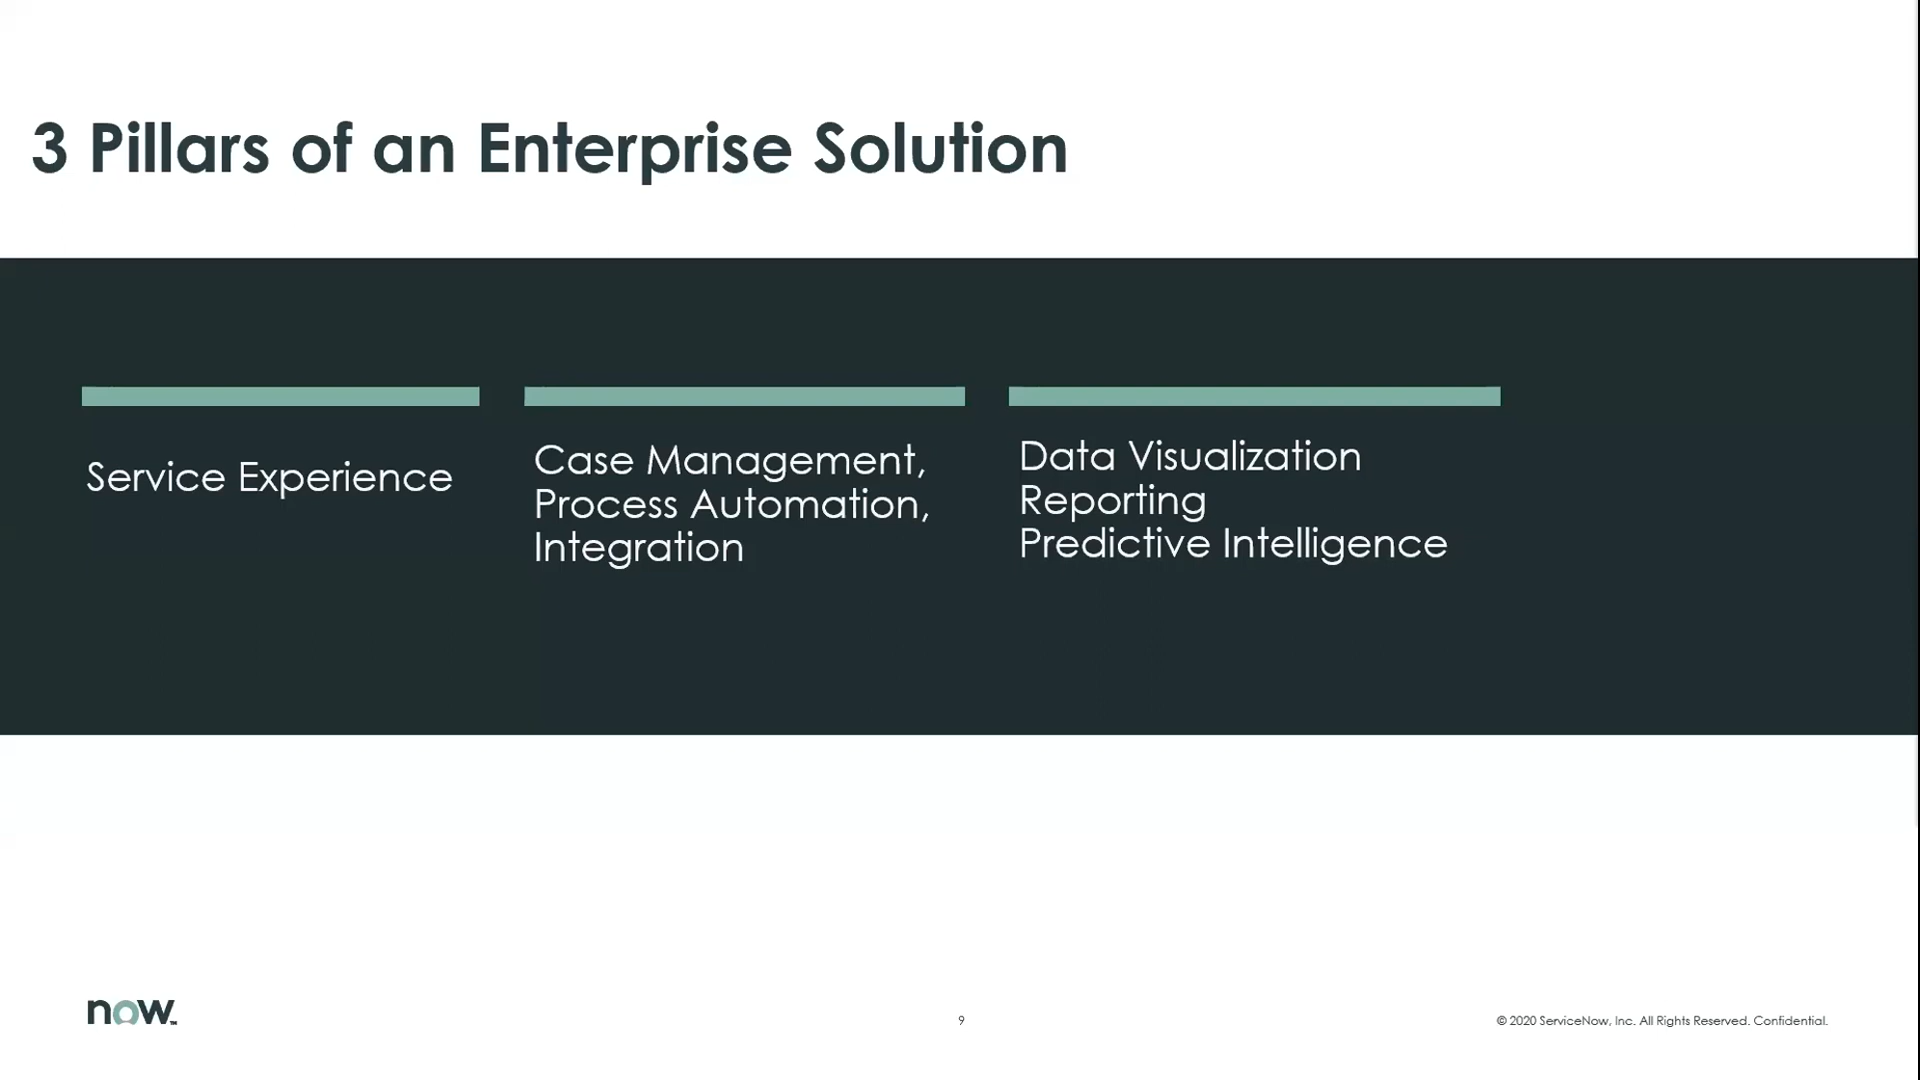 3 Pillars of an Enterprise Solution
Service Experience
Case Management,
Process Automation,
Integration
Data Visualization
Reporting
Predictive Intelligence
now™
9
© 2020 ServiceNow, Inc. All Rights Reserved. Confidential.